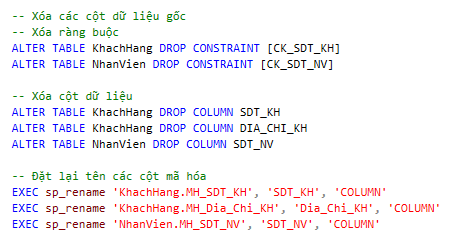 -- Xóa các cột dữ liệu gốc
-- Xóa ràng buộc
ALTER TABLE KhachHang DROP CONSTRAINT [CK_SDT_KH]
ALTER TABLE NhanVien DROP CONSTRAINT [CK_SDT_NV]
-- Xóa cột dữ liệu
ALTER TABLE KhachHang DROP COLUMN SDT_KH
ALTER TABLE KhachHang DROP COLUMN DIA_CHI_KH
ALTER TABLE NhanVien DROP COLUMN SDT_NV
-- Đặt lại tên các cột mã hóa
EXEC sp_rename 'KhachHang.MH_SDT_KH', 'SDT_KH', 'COLUMN'
EXEC sp_rename 'KhachHang.MH_Dia_Chi_KH', 'Dia_Chi_KH', 'COLUMN'
EXEC sp_rename 'NhanVien.MH_SDT_NV', 'SDT_NV', 'COLUMN'